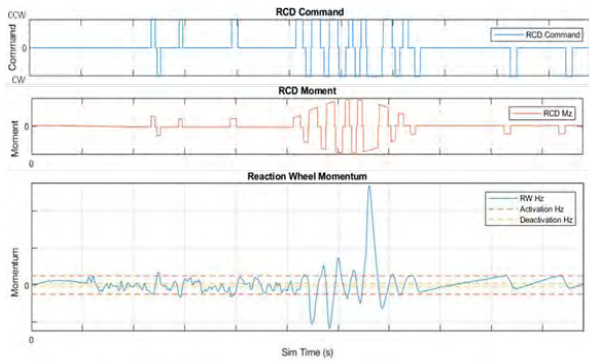 RCD Command
CCW
0
CW
Command
RCD Command
RCD Moment
0
Moment
RCD Mz
0
Reaction Wheel Momentum
RW Hz
Activation Hz
Deactivation Hz
0
Momentum
0
Sim Time (s)